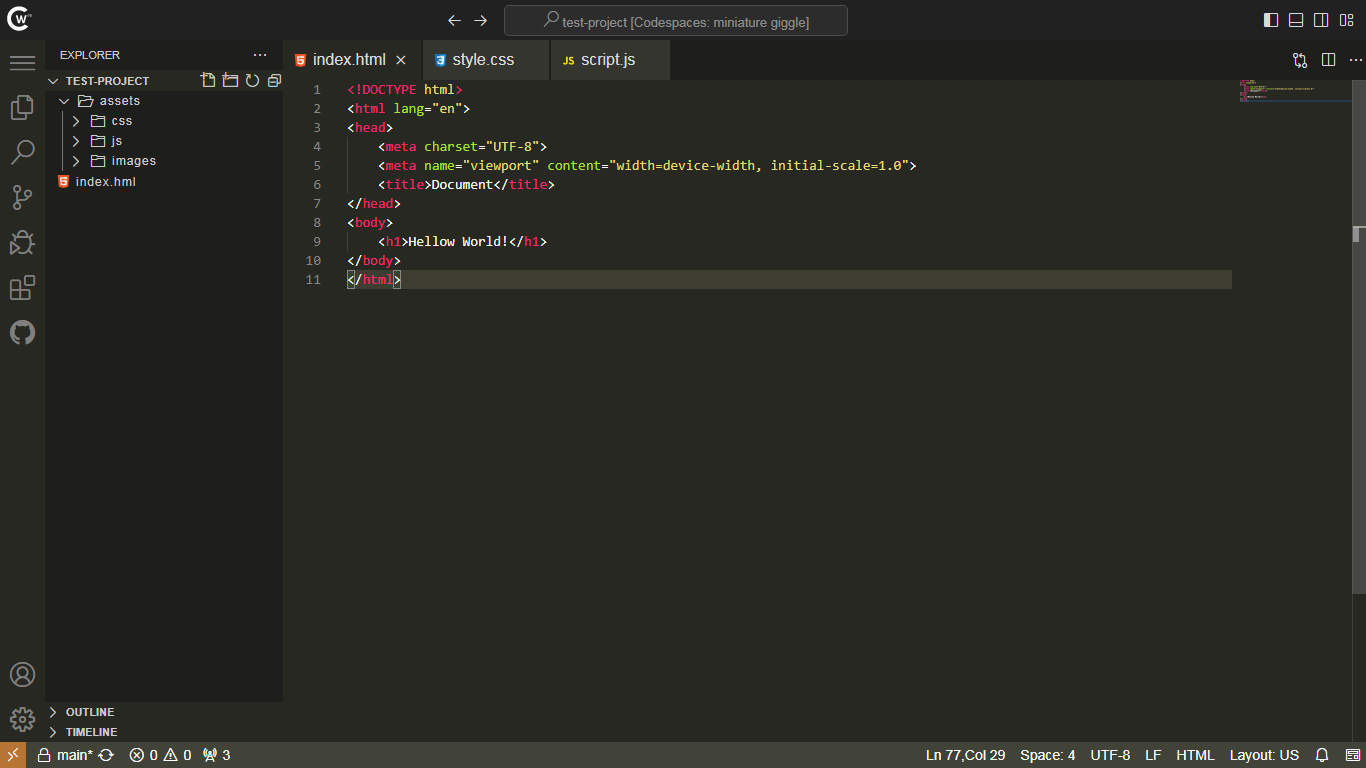 CW
test-project [Codespaces: miniature giggle]
EXPLORER
TEST-PROJECT
assets
css
js
images
index.hml
OUTLINE
TIMELINE
index.html
style.css
JS script.js
1 <!DOCTYPE html>
2 <html lang="en">
3 <head>
4 <meta charset="UTF-8">
5 <meta name="viewport" content="width=device-width, initial-scale=1.0">
6 <title>Document</title>
7 </head>
8 <body>
9 <h1>Hellow World!</h1>
10 </body>
11 </html>
main* 0 0 3
Ln 77,Col 29 Space: 4 UTF-8 LF HTML Layout: US